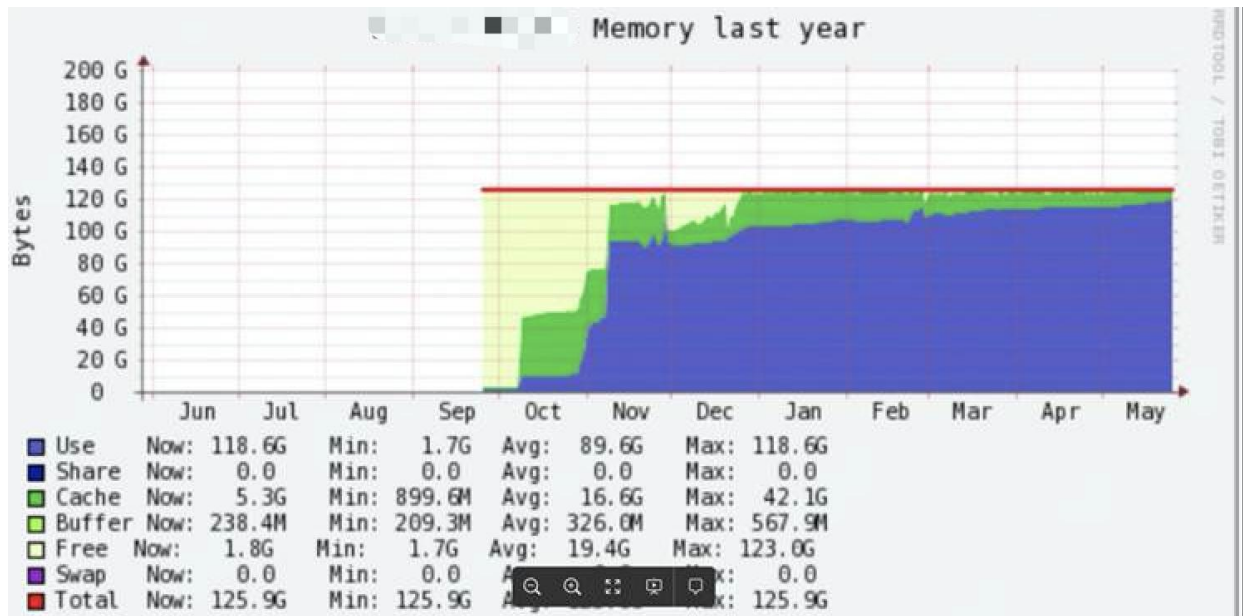 Memory last year
RRDTOOL / TOBI OETIKER
Bytes
200 G
180 G
160 G
140 G
120 G
100 G
80 G
60 G
40 G
20 G
0
Jun Jul Aug Sep Oct Nov Dec Jan Feb Mar Apr May
Use Now: 118.6G Min: 1.7G Avg: 89.6G Max: 118.6G
Share Now: 0.0 Min: 0.0 Avg: 0.0 Max: 0.0
Cache Now: 5.3G Min: 899.6M Avg: 16.6G Max: 42.1G
Buffer Now: 238.4M Min: 209.3M Avg: 326.0M Max: 567.9M
Free Now: 1.8G Min: 1.7G Avg: 19.4G Max: 123.0G
Swap Now: 0.0 Min: 0.0 0.0
Total Now: 125.9G Min: 125.9G 125.9G